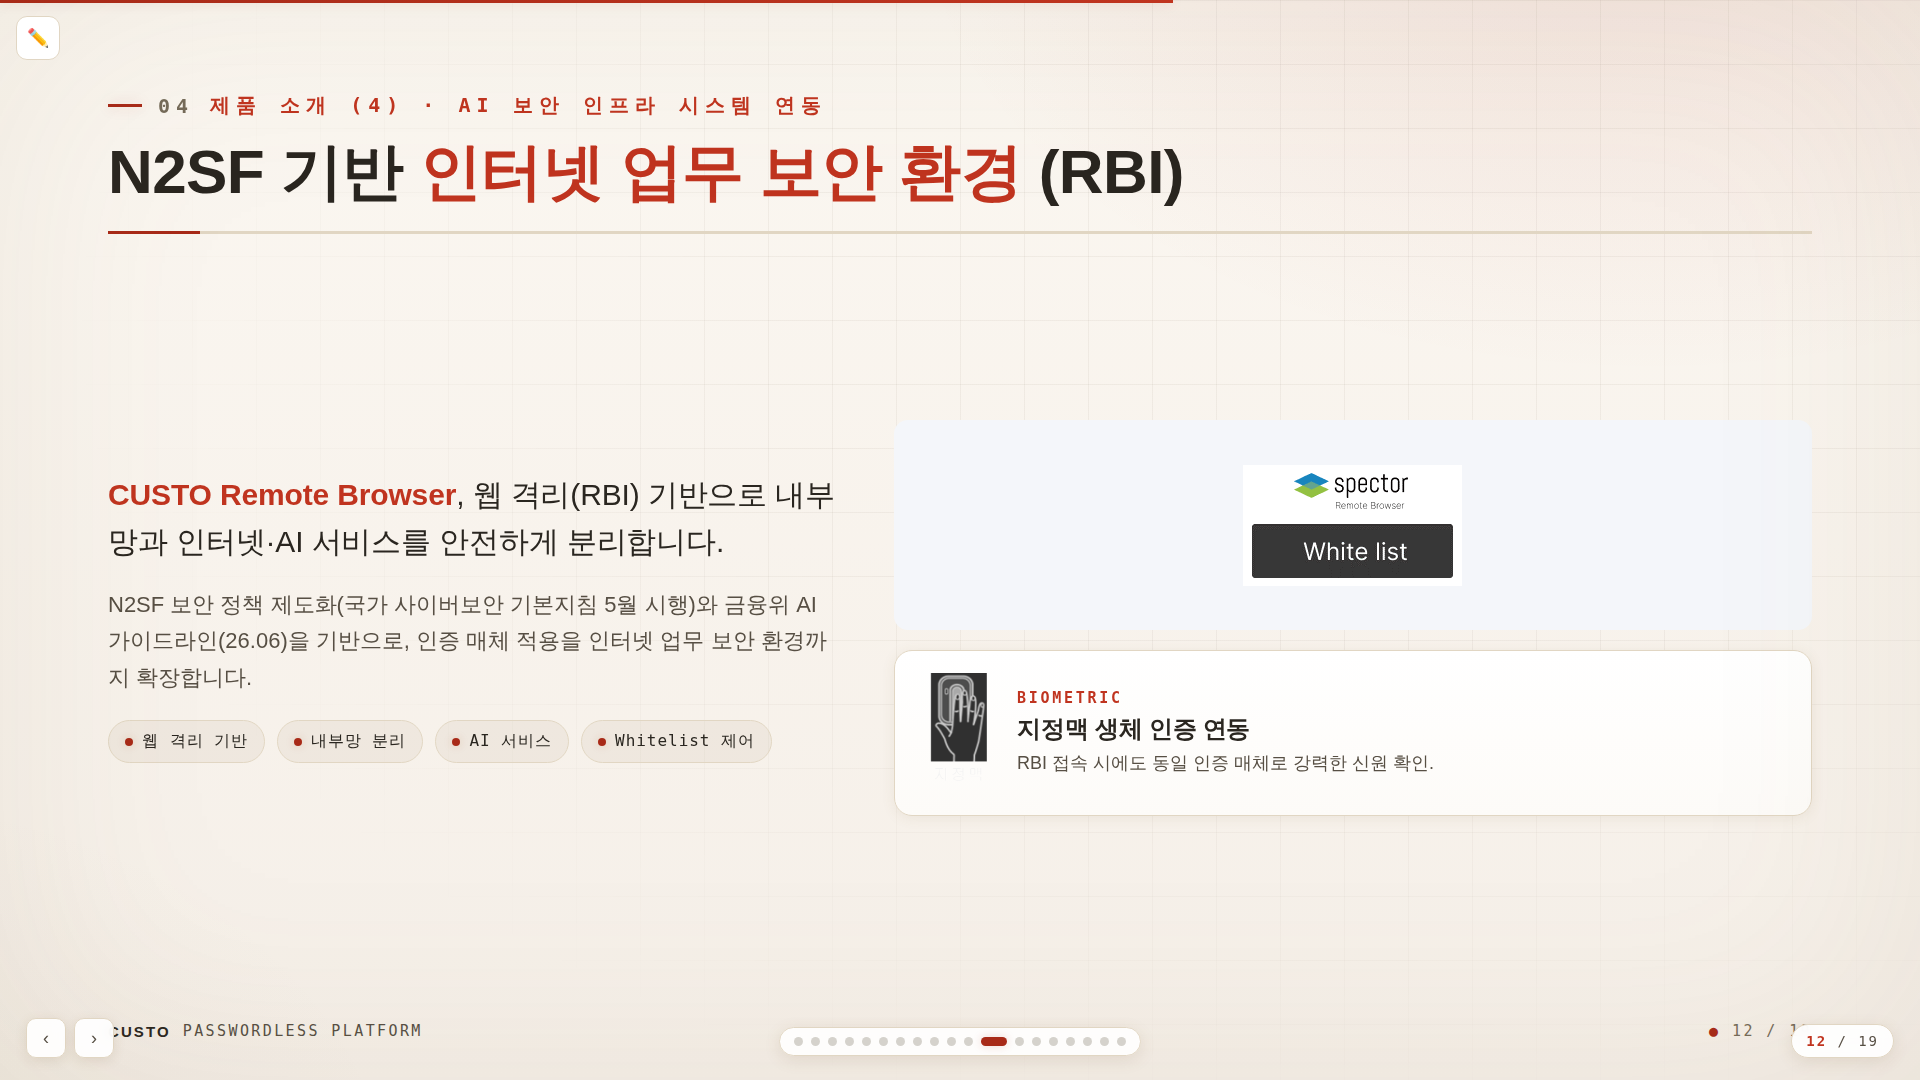 04 제품 소개 (4) · AI 보안 인프라 시스템 연동
N2SF 기반 인터넷 업무 보안 환경 (RBI)
CUSTO Remote Browser, 웹 격리(RBI) 기반으로 내부
망과 인터넷·AI 서비스를 안전하게 분리합니다.
N2SF 보안 정책 제도화(국가 사이버보안 기본지침 5월 시행)와 금융위 AI
가이드라인(26.06)을 기반으로, 인증 매체 적용을 인터넷 업무 보안 환경까
지 확장합니다.
웹 격리 기반
내부망 분리
AI 서비스
Whitelist 제어
spector
Remote Browser
White list
BIOMETRIC
지정맥 생체 인증 연동
RBI 접속 시에도 동일 인증 매체로 강력한 신원 확인.
‹ ›
CUSTO PASSWORDLESS PLATFORM
12 /
12 / 19